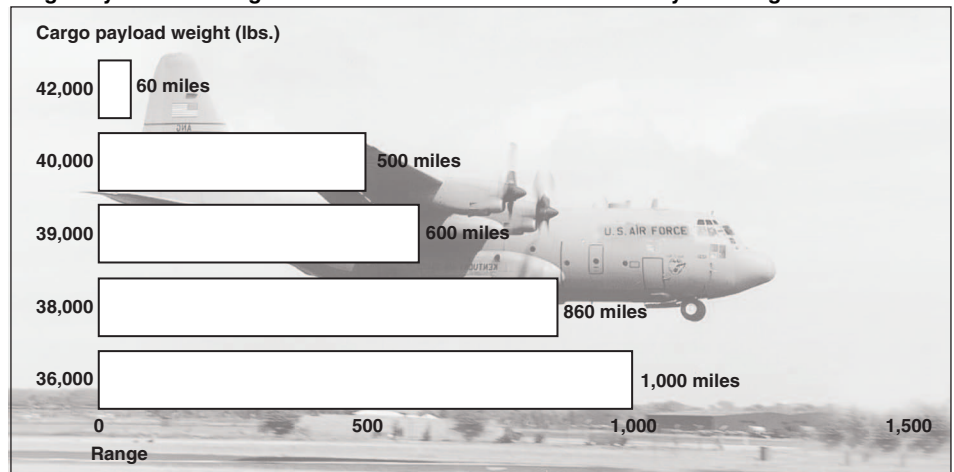 Cargo payload weight (lbs.)
42,000 60 miles
40,000 500 miles
39,000 600 miles
U.S. AIR FORCE
KENTUCKY
38,000 860 miles
36,000 1,000 miles
0 500 1,000 1,500
Range